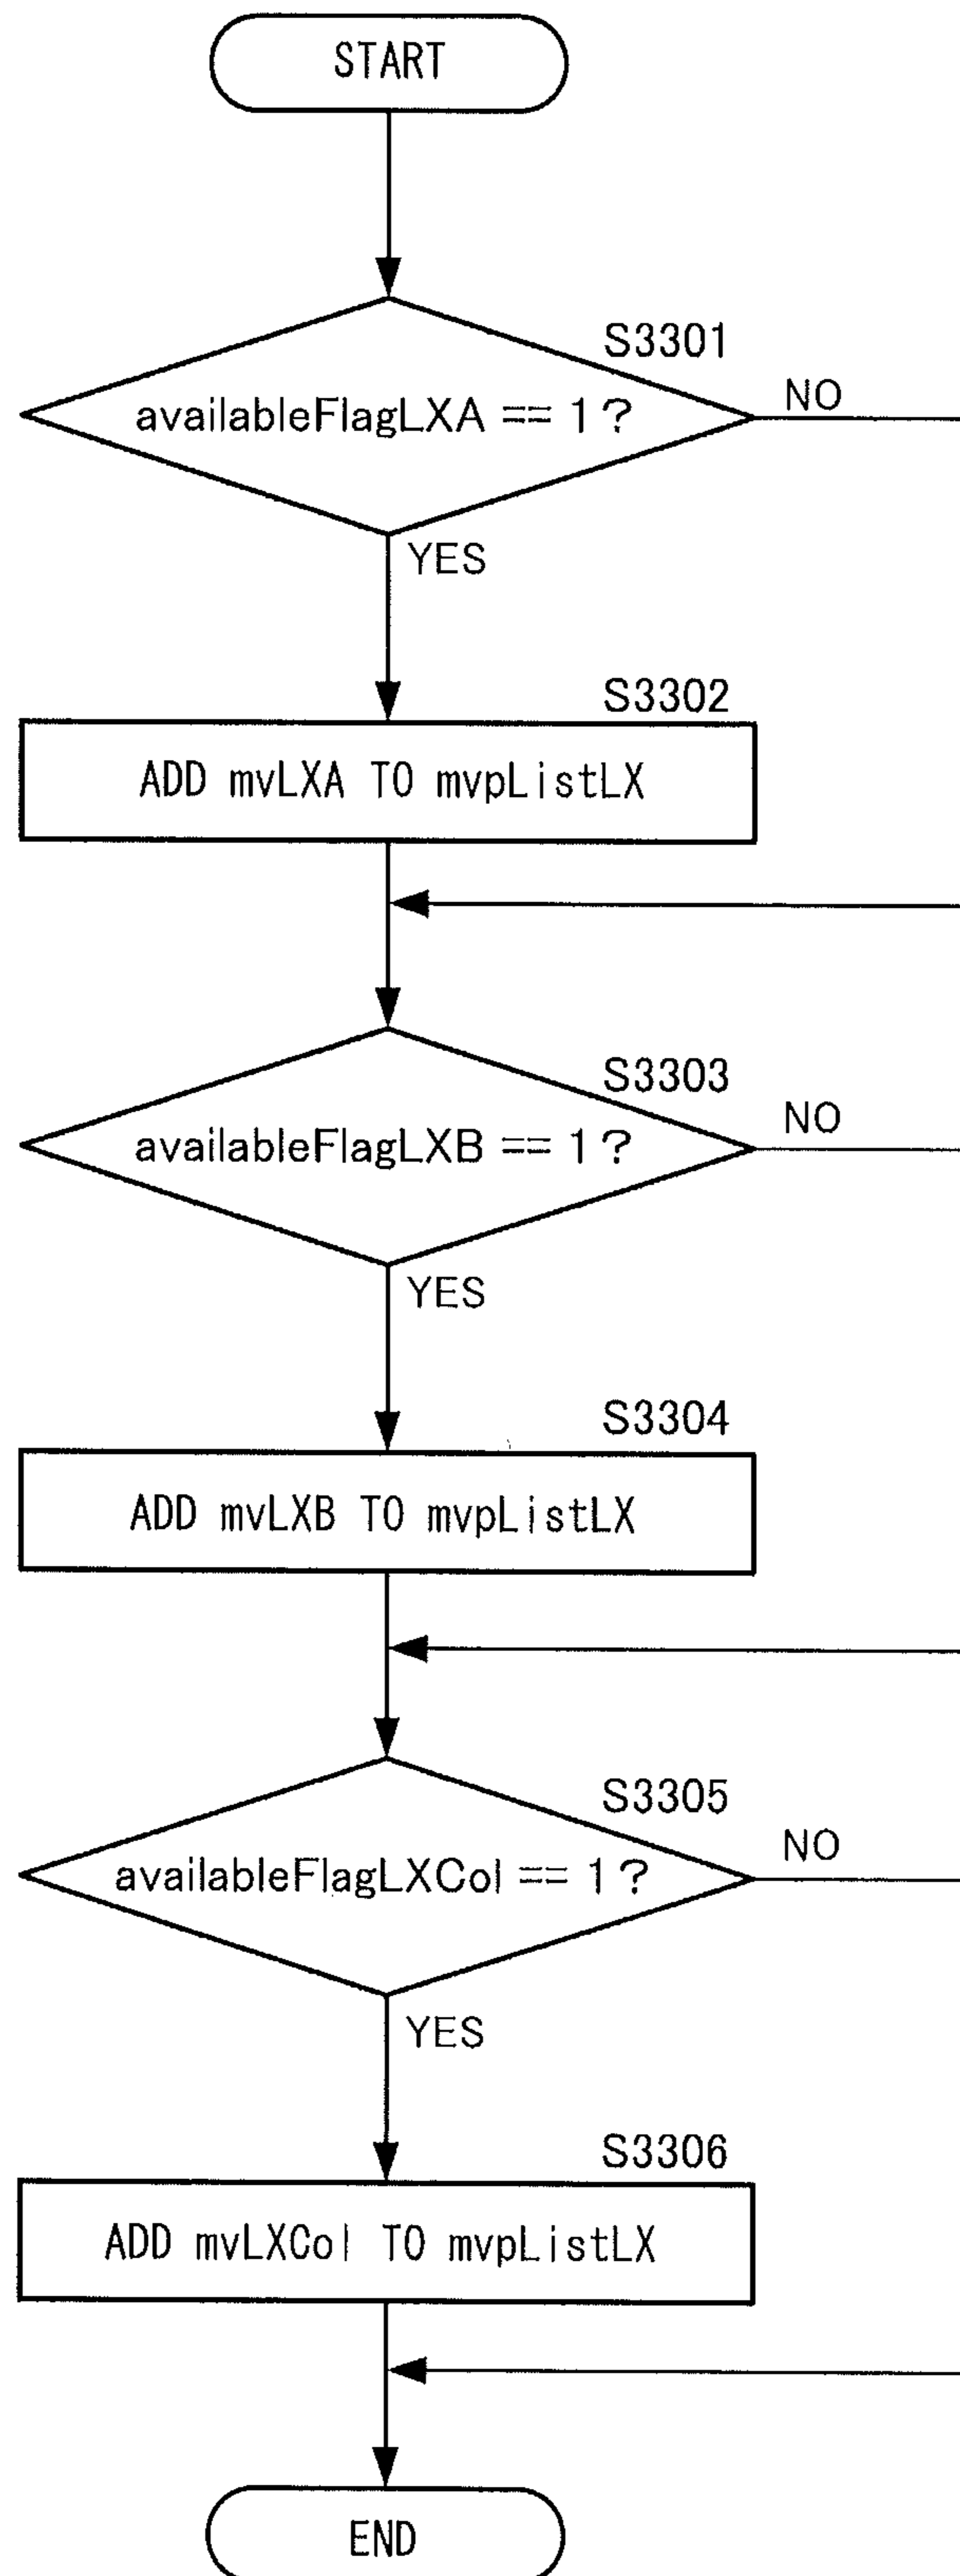 START
S3301
availableFlagLXA == 1 ?
NO
YES
S3302
ADD mvLXA TO mvpListLX
S3303
availableFlagLXB == 1 ?
NO
YES
S3304
ADD mvLXB TO mvpListLX
S3305
availableFlagLXCol == 1 ?
NO
YES
S3306
ADD mvLXCol TO mvpListLX
END